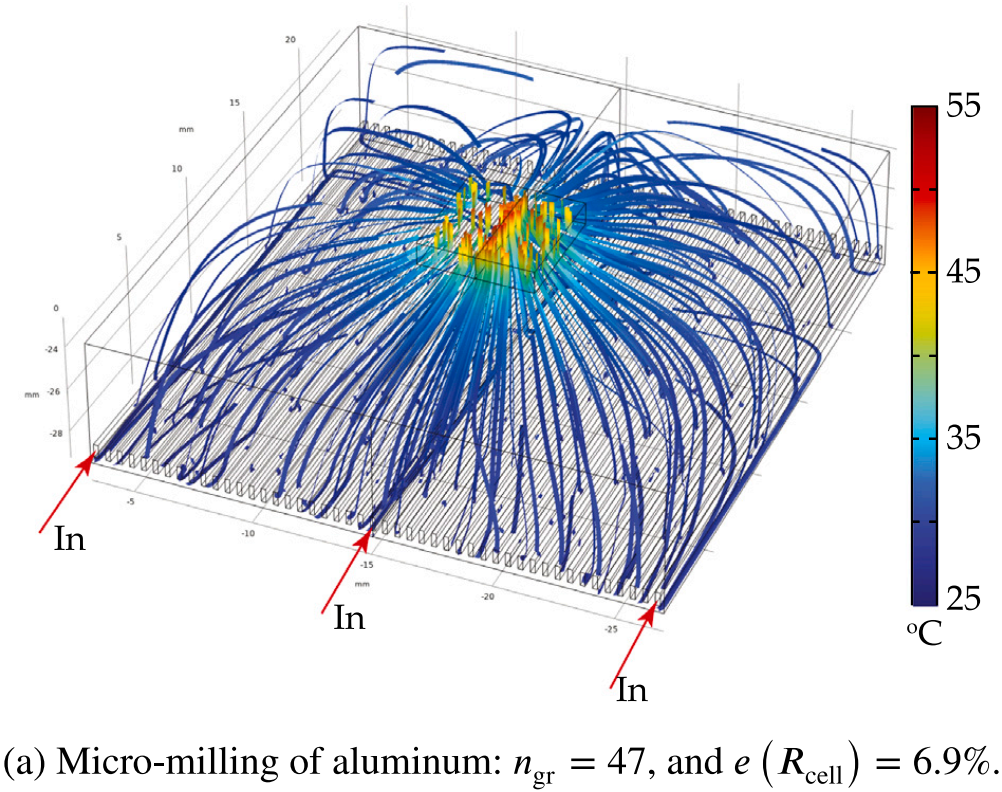 20
15
mm
10
5
0
-24
mm -26
-28
-5
-10
-15
mm
-20
-25
In
In
In
55
45
35
25
°C
(a) Micro-milling of aluminum: n_gr = 47, and e (R_cell) = 6.9%.